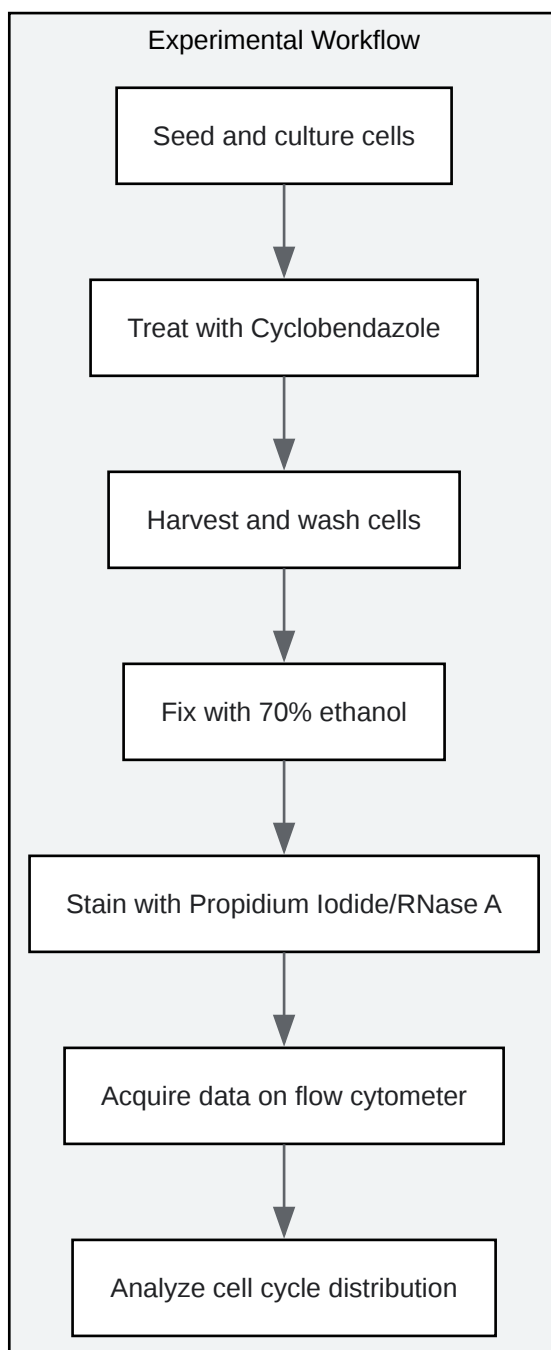 Experimental Workflow
Seed and culture cells
Treat with Cyclobendazole
Harvest and wash cells
Fix with 70% ethanol
Stain with Propidium Iodide/RNase A
Acquire data on flow cytometer
Analyze cell cycle distribution